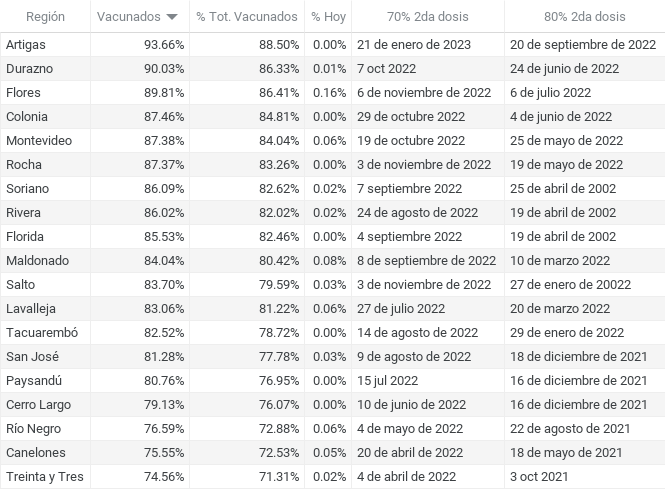 Región Vacunados % Tot. Vacunados % Hoy 70% 2da dosis 80% 2da dosis
Artigas 93.66% 88.50% 0.00% 21 de enero de 2023 20 de septiembre de 2022
Durazno 90.03% 86.33% 0.01% 7 oct 2022 24 de junio de 2022
Flores 89.81% 86.41% 0.16% 6 de noviembre de 2022 6 de julio 2022
Colonia 87.46% 84.81% 0.00% 29 de octubre 2022 4 de junio de 2022
Montevideo 87.38% 84.04% 0.06% 19 de octubre 2022 25 de mayo de 2022
Rocha 87.37% 83.26% 0.00% 3 de noviembre de 2022 19 de mayo de 2022
Soriano 86.09% 82.62% 0.02% 7 septiembre 2022 25 de abril de 2002
Rivera 86.02% 82.02% 0.02% 24 de agosto de 2022 19 de abril de 2002
Florida 85.53% 82.46% 0.00% 4 septiembre 2022 19 de abril de 2002
Maldonado 84.04% 80.42% 0.08% 8 de septiembre de 2022 10 de marzo 2022
Salto 83.70% 79.59% 0.03% 3 de noviembre de 2022 27 de enero de 20022
Lavalleja 83.06% 81.22% 0.06% 27 de julio 2022 20 de marzo 2022
Tacuarembó 82.52% 78.72% 0.00% 14 de agosto de 2022 29 de enero de 2022
San José 81.28% 77.78% 0.03% 9 de agosto de 2022 18 de diciembre de 2021
Paysandú 80.76% 76.95% 0.00% 15 jul 2022 16 de diciembre de 2021
Cerro Largo 79.13% 76.07% 0.00% 10 de junio de 2022 16 de diciembre de 2021
Río Negro 76.59% 72.88% 0.06% 4 de mayo de 2022 22 de agosto de 2021
Canelones 75.55% 72.53% 0.05% 20 de abril de 2022 18 de mayo de 2021
Treinta y Tres 74.56% 71.31% 0.02% 4 de abril de 2022 3 oct 2021